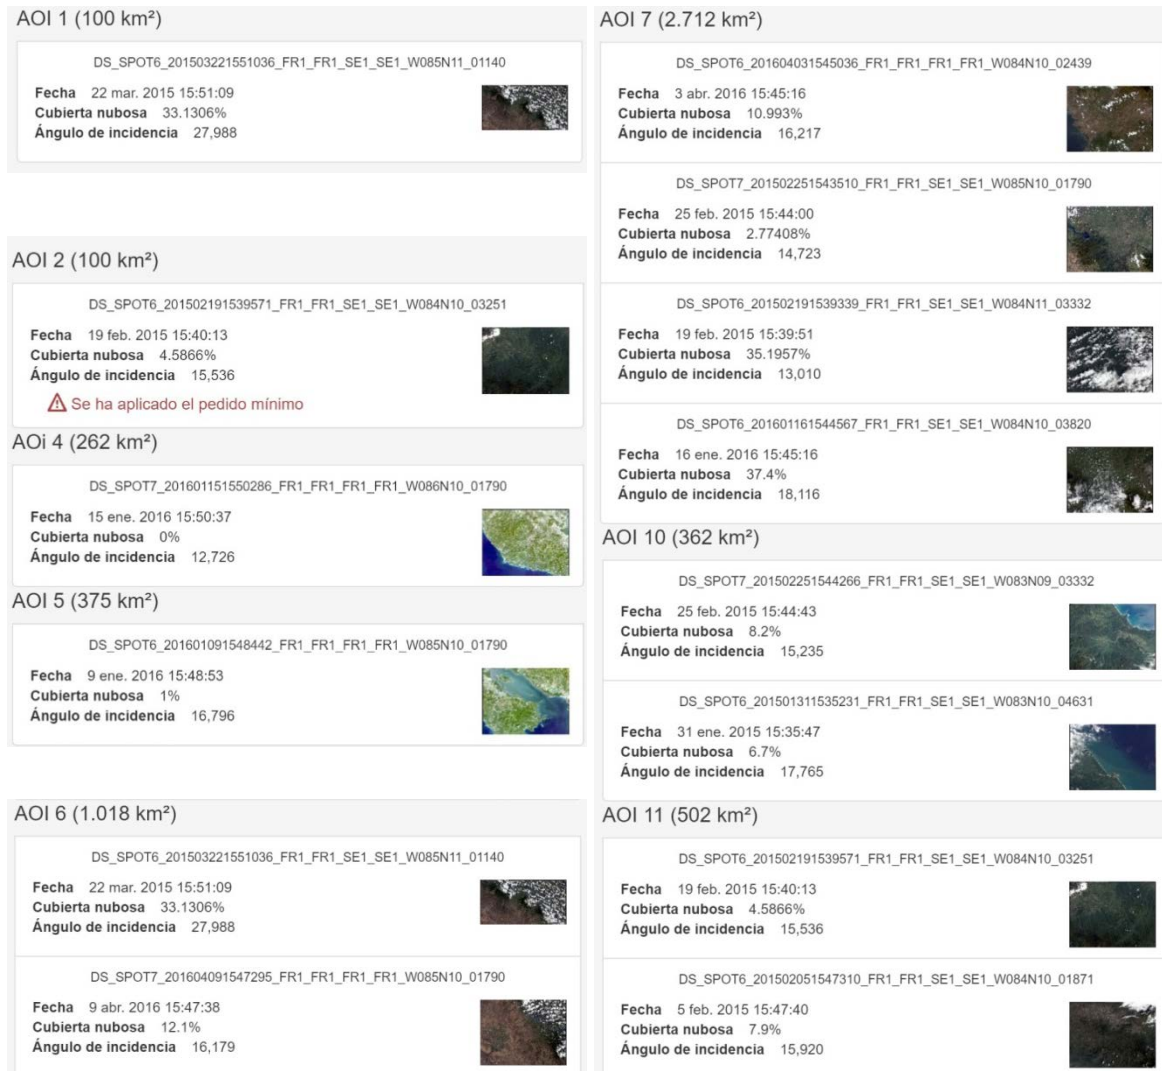 AOI 1 (100 km²)
DS_SPOT6_201503221551036_FR1_FR1_SE1_SE1_W085N11_01140
Fecha 22 mar. 2015 15:51:09
Cubierta nubosa 33.1306%
Ángulo de incidencia 27,988
AOI 2 (100 km²)
DS_SPOT6_201502191539571_FR1_FR1_SE1_SE1_W084N10_03251
Fecha 19 feb. 2015 15:40:13
Cubierta nubosa 4.5866%
Ángulo de incidencia 15,536
Se ha aplicado el pedido mínimo
AOi 4 (262 km²)
DS_SPOT7_201601151550286_FR1_FR1_FR1_FR1_W086N10_01790
Fecha 15 ene. 2016 15:50:37
Cubierta nubosa 0%
Ángulo de incidencia 12,726
AOI 5 (375 km²)
DS_SPOT6_201601091548442_FR1_FR1_FR1_FR1_W085N10_01790
Fecha 9 ene. 2016 15:48:53
Cubierta nubosa 1%
Ángulo de incidencia 16,796
AOI 6 (1.018 km²)
DS_SPOT6_201503221551036_FR1_FR1_SE1_SE1_W085N11_01140
Fecha 22 mar. 2015 15:51:09
Cubierta nubosa 33.1306%
Ángulo de incidencia 27,988
DS_SPOT7_201604091547295_FR1_FR1_FR1_FR1_W085N10_01790
Fecha 9 abr. 2016 15:47:38
Cubierta nubosa 12.1%
Ángulo de incidencia 16,179
AOI 7 (2.712 km²)
DS_SPOT6_201604031545036_FR1_FR1_FR1_FR1_W084N10_02439
Fecha 3 abr. 2016 15:45:16
Cubierta nubosa 10.993%
Ángulo de incidencia 16,217
DS_SPOT7_201502251543510_FR1_FR1_SE1_SE1_W085N10_01790
Fecha 25 feb. 2015 15:44:00
Cubierta nubosa 2.77408%
Ángulo de incidencia 14,723
DS_SPOT6_201502191539339_FR1_FR1_SE1_SE1_W084N11_03332
Fecha 19 feb. 2015 15:39:51
Cubierta nubosa 35.1957%
Ángulo de incidencia 13,010
DS_SPOT6_201601161544567_FR1_FR1_SE1_SE1_W084N10_03820
Fecha 16 ene. 2016 15:45:16
Cubierta nubosa 37.4%
Ángulo de incidencia 18,116
AOI 10 (362 km²)
DS_SPOT7_201502251544266_FR1_FR1_SE1_SE1_W083N09_03332
Fecha 25 feb. 2015 15:44:43
Cubierta nubosa 8.2%
Ángulo de incidencia 15,235
DS_SPOT6_201501311535231_FR1_FR1_SE1_SE1_W083N10_04631
Fecha 31 ene. 2015 15:35:47
Cubierta nubosa 6.7%
Ángulo de incidencia 17,765
AOI 11 (502 km²)
DS_SPOT6_201502191539571_FR1_FR1_SE1_SE1_W084N10_03251
Fecha 19 feb. 2015 15:40:13
Cubierta nubosa 4.5866%
Ángulo de incidencia 15,536
DS_SPOT6_201502051547310_FR1_FR1_SE1_SE1_W084N10_01871
Fecha 5 feb. 2015 15:47:40
Cubierta nubosa 7.9%
Ángulo de incidencia 15,920